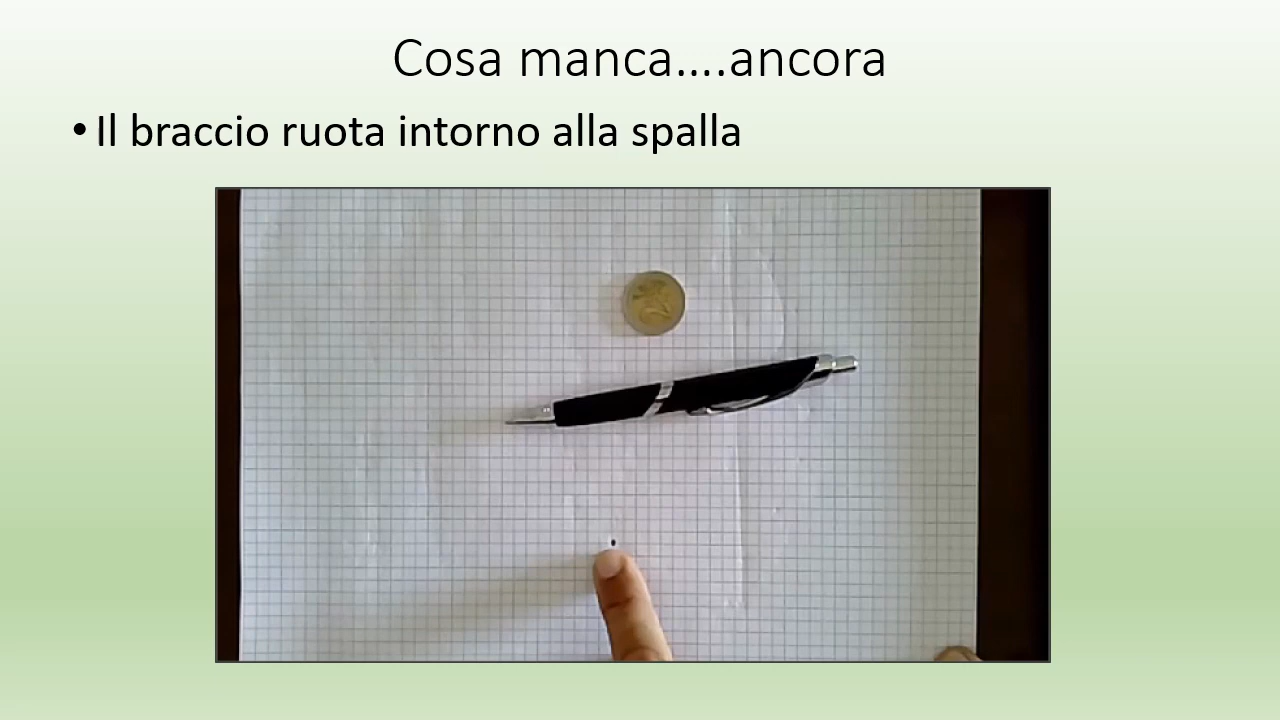 Cosa manca….ancora
• Il braccio ruota intorno alla spalla